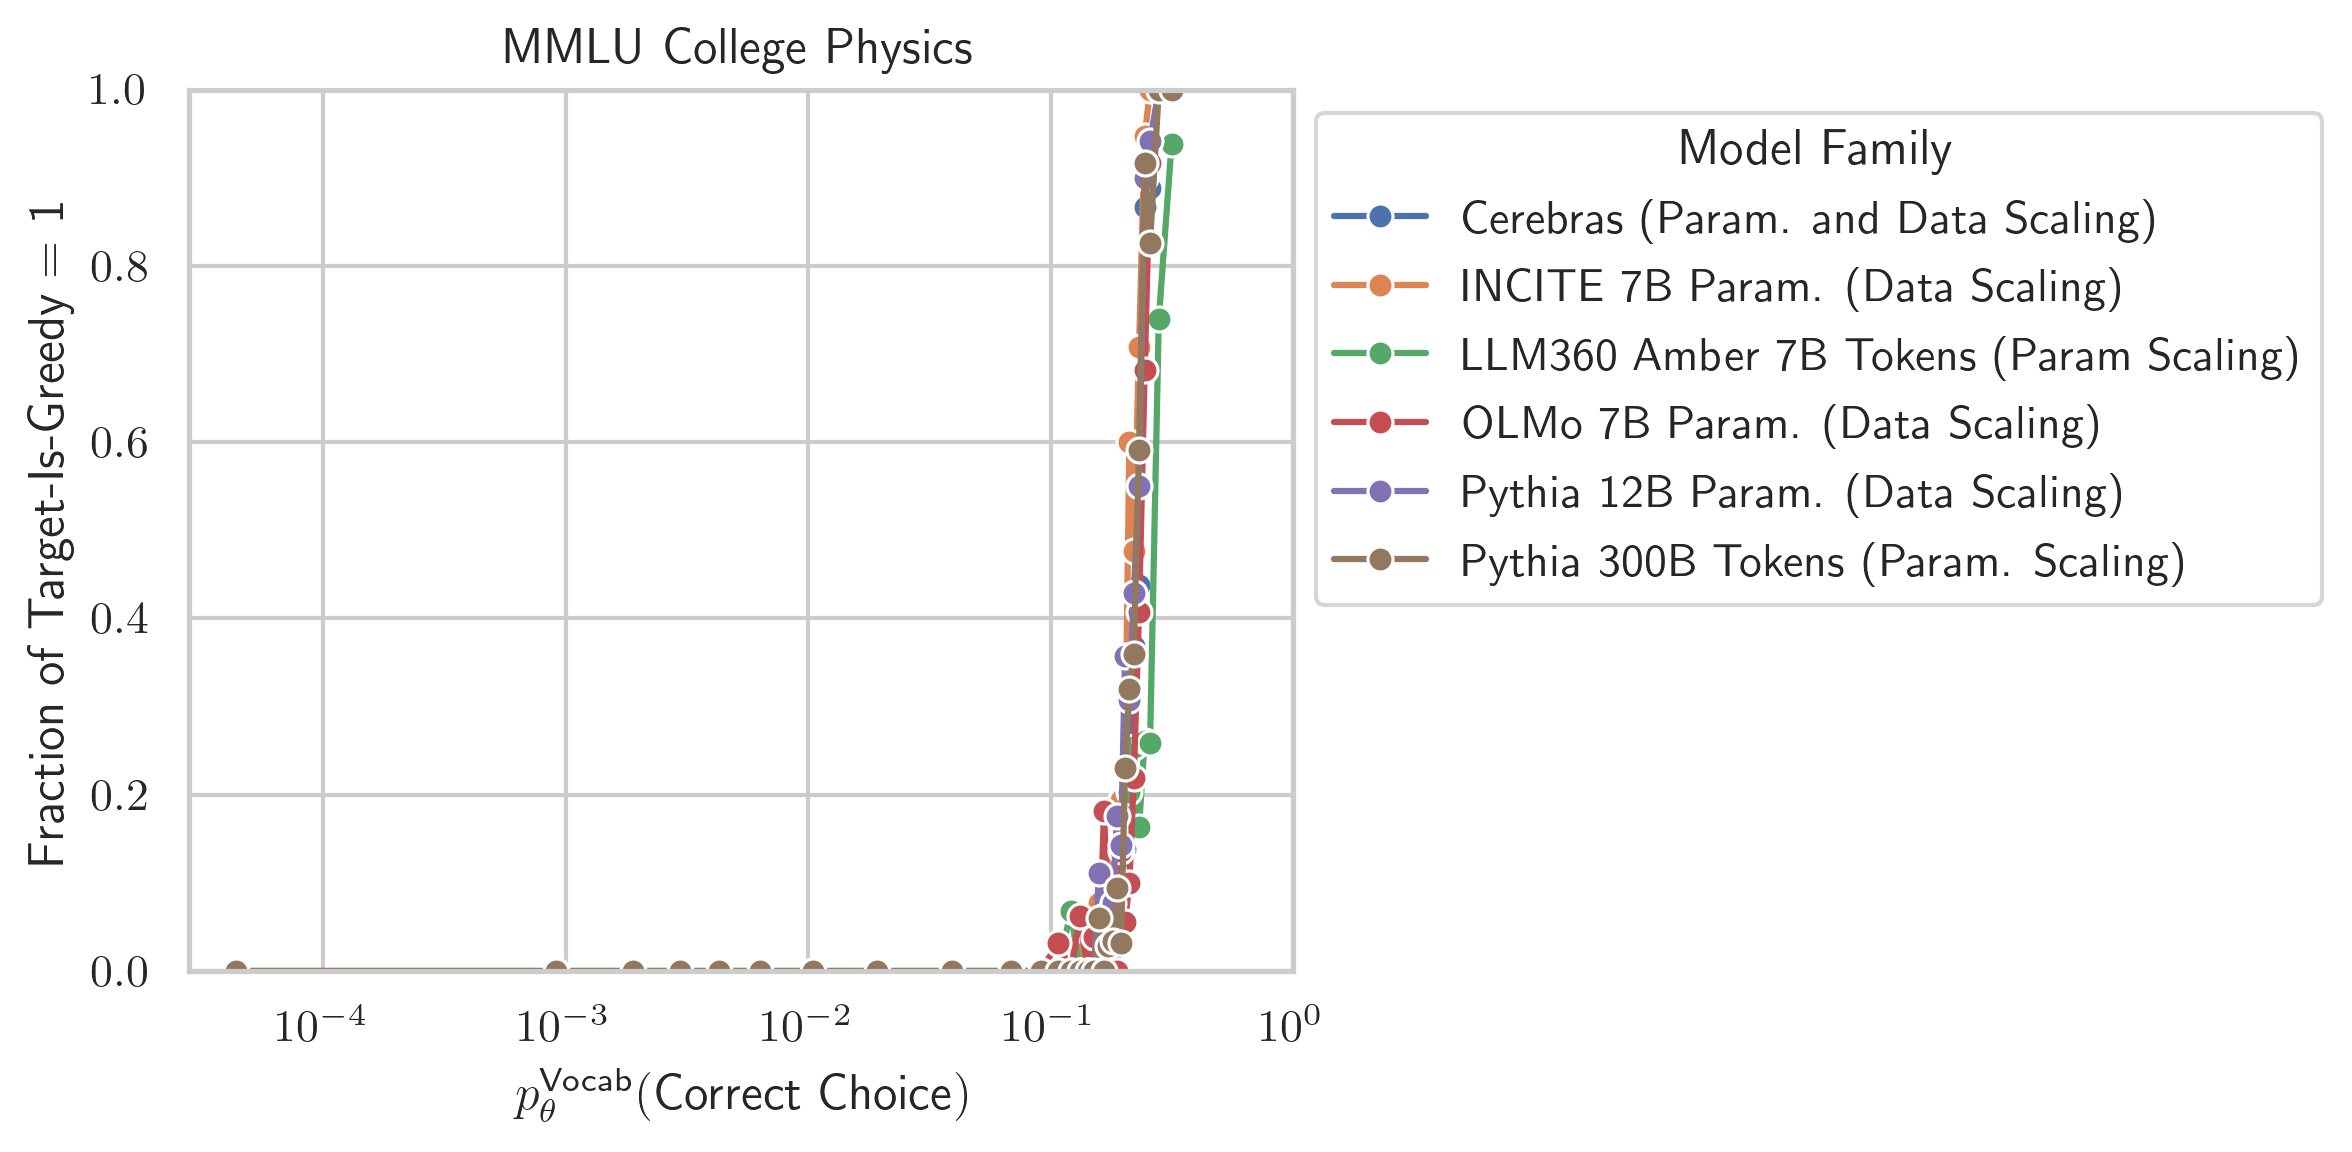 MMLU College Physics
Fraction of Target-Is-Greedy = 1
1.0
0.8
0.6
0.4
0.2
0.0
10⁻⁴ 10⁻³ 10⁻² 10⁻¹ 10⁰
p_θ^Vocab(Correct Choice)
Model Family
Cerebras (Param. and Data Scaling)
INCITE 7B Param. (Data Scaling)
LLM360 Amber 7B Tokens (Param Scaling)
OLMo 7B Param. (Data Scaling)
Pythia 12B Param. (Data Scaling)
Pythia 300B Tokens (Param. Scaling)